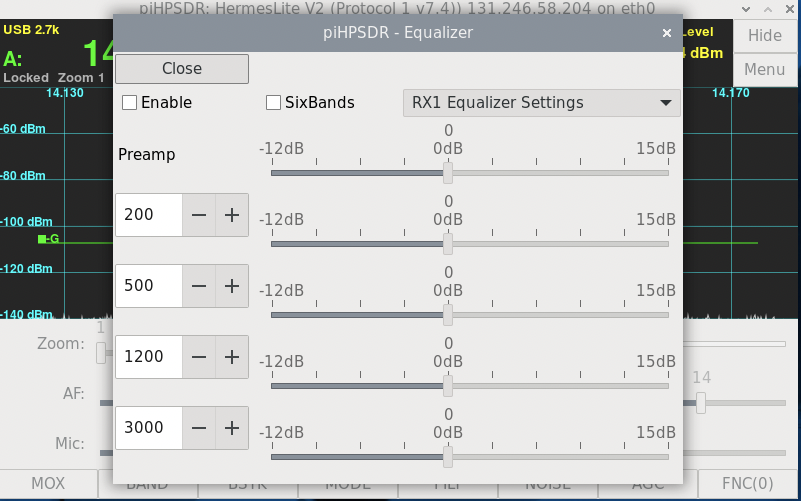 piHPSDR: HermesLite V2 (Protocol 1 v7.4)) 131.246.58.204 on eth0
piHPSDR - Equalizer
USB 2.7k
A:
14
Locked Zoom 1
Level
dBm
Hide
Menu
14.130
14.170
-60 dBm
-80 dBm
-100 dBm
-G
-120 dBm
-140 dBm
Close
Enable
SixBands
RX1 Equalizer Settings
Preamp
0
-12dB 0dB 15dB
200
0
-12dB 0dB 15dB
500
0
-12dB 0dB 15dB
1200
0
-12dB 0dB 15dB
3000
0
-12dB 0dB 15dB
Zoom:
1
AF:
14
Mic:
MOX BAND BSTK MODE FILT NOISE AGC FNC(0)